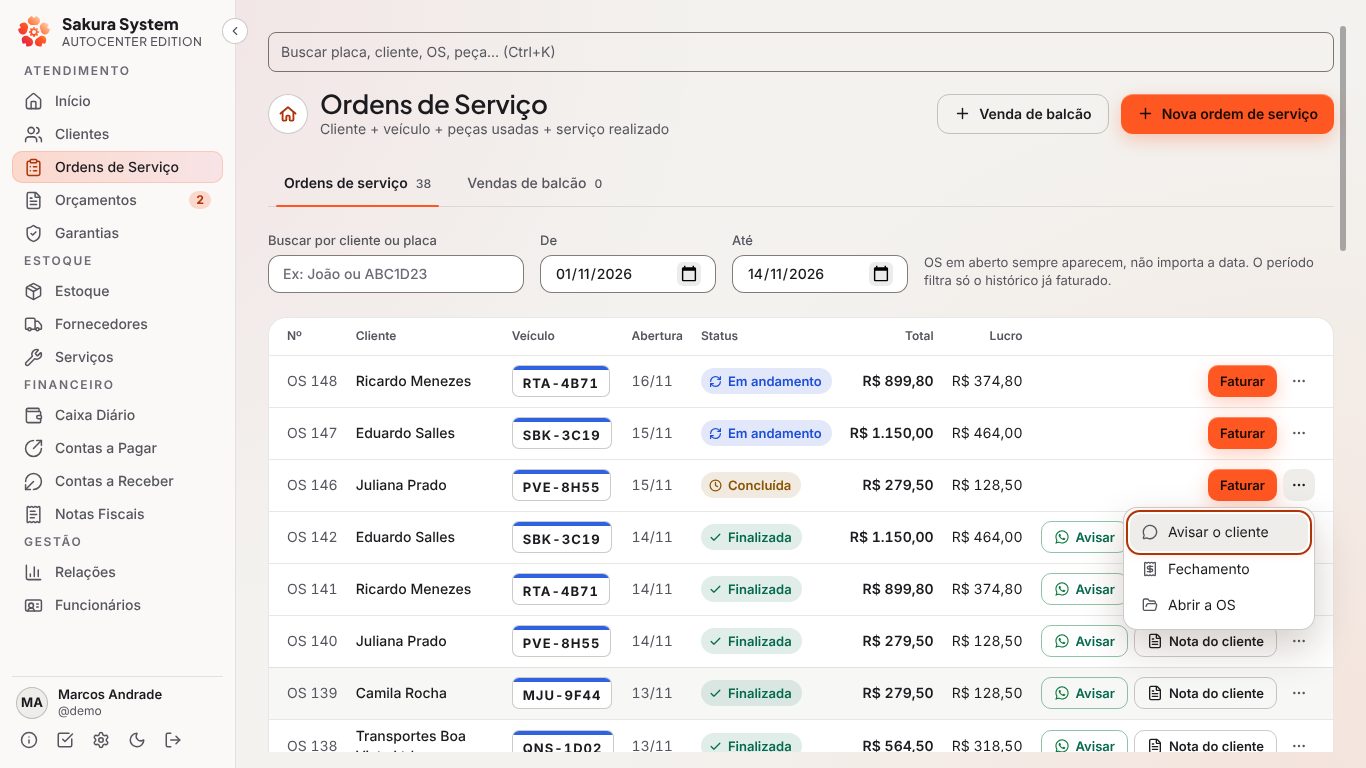 Sakura System
AUTOCENTER EDITION
ATENDIMENTO
Início
Clientes
Ordens de Serviço
Orçamentos 2
Garantias
ESTOQUE
Estoque
Fornecedores
Serviços
FINANCEIRO
Caixa Diário
Contas a Pagar
Contas a Receber
Notas Fiscais
GESTÃO
Relações
Funcionários
MA
Marcos Andrade
@demo
Buscar placa, cliente, OS, peça... (Ctrl+K)
Ordens de Serviço
Cliente + veículo + peças usadas + serviço realizado
Venda de balcão
Nova ordem de serviço
Ordens de serviço 38
Vendas de balcão 0
Buscar por cliente ou placa
Ex: João ou ABC1D23
De
01/11/2026
Até
14/11/2026
OS em aberto sempre aparecem, não importa a data. O período
filtra só o histórico já faturado.
Nº Cliente Veículo Abertura Status Total Lucro
OS 148 Ricardo Menezes RTA-4B71 16/11 Em andamento R$ 899,80 R$ 374,80 Faturar
OS 147 Eduardo Salles SBK-3C19 15/11 Em andamento R$ 1.150,00 R$ 464,00 Faturar
OS 146 Juliana Prado PVE-8H55 15/11 Concluída R$ 279,50 R$ 128,50 Faturar
OS 142 Eduardo Salles SBK-3C19 14/11 Finalizada R$ 1.150,00 R$ 464,00 Avisar
OS 141 Ricardo Menezes RTA-4B71 14/11 Finalizada R$ 899,80 R$ 374,80 Avisar
OS 140 Juliana Prado PVE-8H55 14/11 Finalizada R$ 279,50 R$ 128,50 Avisar Nota do cliente
OS 139 Camila Rocha MJU-9F44 13/11 Finalizada R$ 279,50 R$ 128,50 Avisar Nota do cliente
OS 138 Transportes Boa QNS-1D02 13/11 Finalizada R$ 564,50 R$ 318,50 Avisar Nota do cliente
Avisar o cliente
Fechamento
Abrir a OS